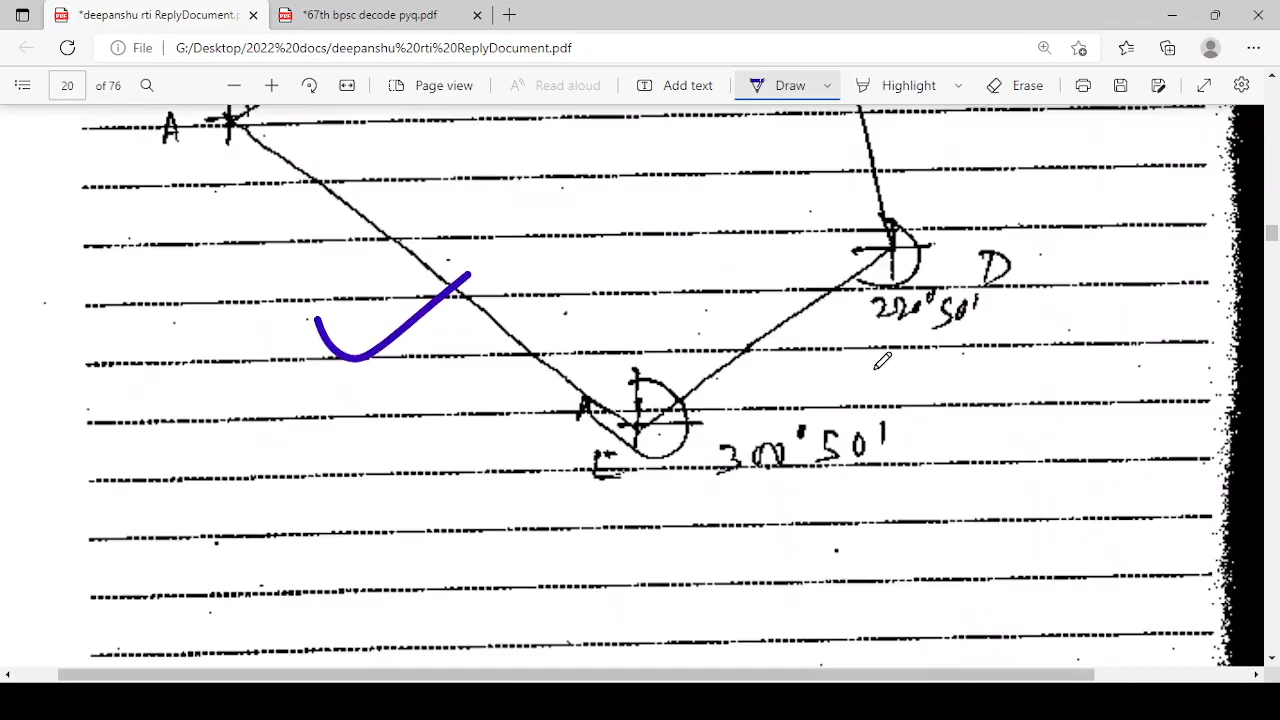 *deepanshu rti ReplyDocument.p
*67th bpsc decode pyq.pdf
File
G:/Desktop/2022%20docs/deepanshu%20rti%20ReplyDocument.pdf
20 of 76
Page view
Read aloud
Add text
Draw
Highlight
Erase
A
D
220°50'
A
E
300°50'